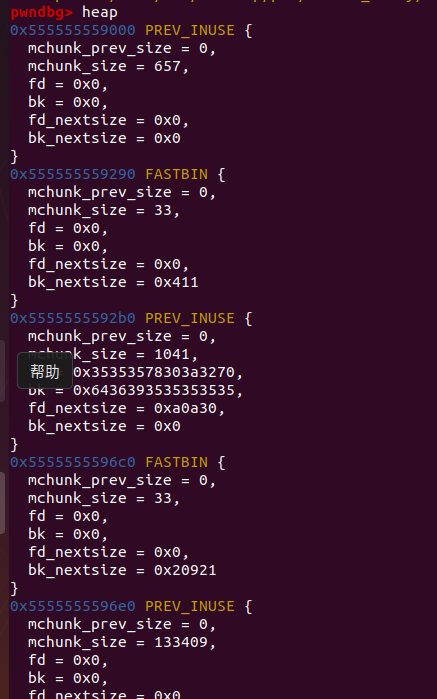 pwndbg> heap
0x555555559000 PREV_INUSE {
mchunk_prev_size = 0,
mchunk_size = 657,
fd = 0x0,
bk = 0x0,
fd_nextsize = 0x0,
bk_nextsize = 0x0
}
0x555555559290 FASTBIN {
mchunk_prev_size = 0,
mchunk_size = 33,
fd = 0x0,
bk = 0x0,
fd_nextsize = 0x0,
bk_nextsize = 0x411
}
0x5555555592b0 PREV_INUSE {
mchunk_prev_size = 0,
mchunk_size = 1041,
帮助
0x35353578303a3270,
bk = 0x6436393535353535,
fd_nextsize = 0xa0a30,
bk_nextsize = 0x0
}
0x5555555596c0 FASTBIN {
mchunk_prev_size = 0,
mchunk_size = 33,
fd = 0x0,
bk = 0x0,
fd_nextsize = 0x0,
bk_nextsize = 0x20921
}
0x5555555596e0 PREV_INUSE {
mchunk_prev_size = 0,
mchunk_size = 133409,
fd = 0x0,
bk = 0x0,
fd_nextsize = 0x0